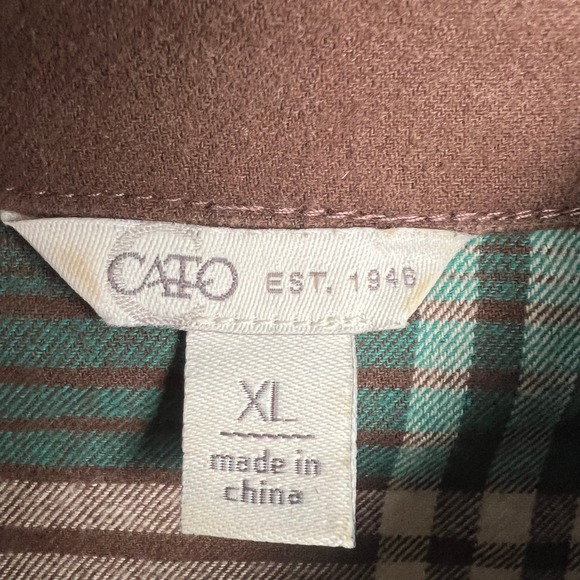 CATO EST. 1946
XL
made in
china